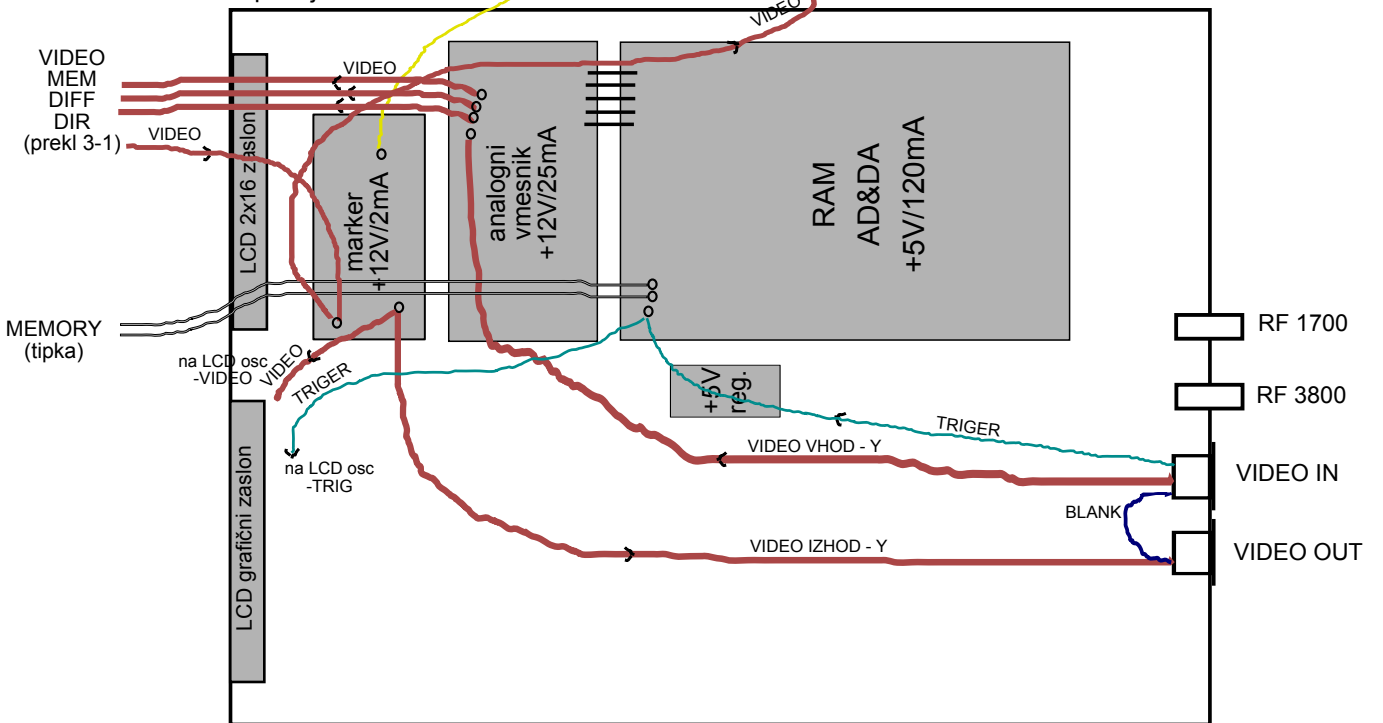 VIDEO
VIDEO
MEM
DIFF
DIR
(prekl 3-1)
VIDEO
VIDEO
LCD 2x16 zaslon
marker
+12V/2mA
analogni
vmesnik
+12V/25mA
RAM
AD&DA
+5V/120mA
MEMORY
(tipka)
RF 1700
RF 3800
na LCD osc
-VIDEO
VIDEO
TRIGER
+5V
reg.
TRIGER
VIDEO VHOD - Y
VIDEO IN
na LCD osc
-TRIG
BLANK
VIDEO IZHOD - Y
VIDEO OUT
LCD grafični zaslon